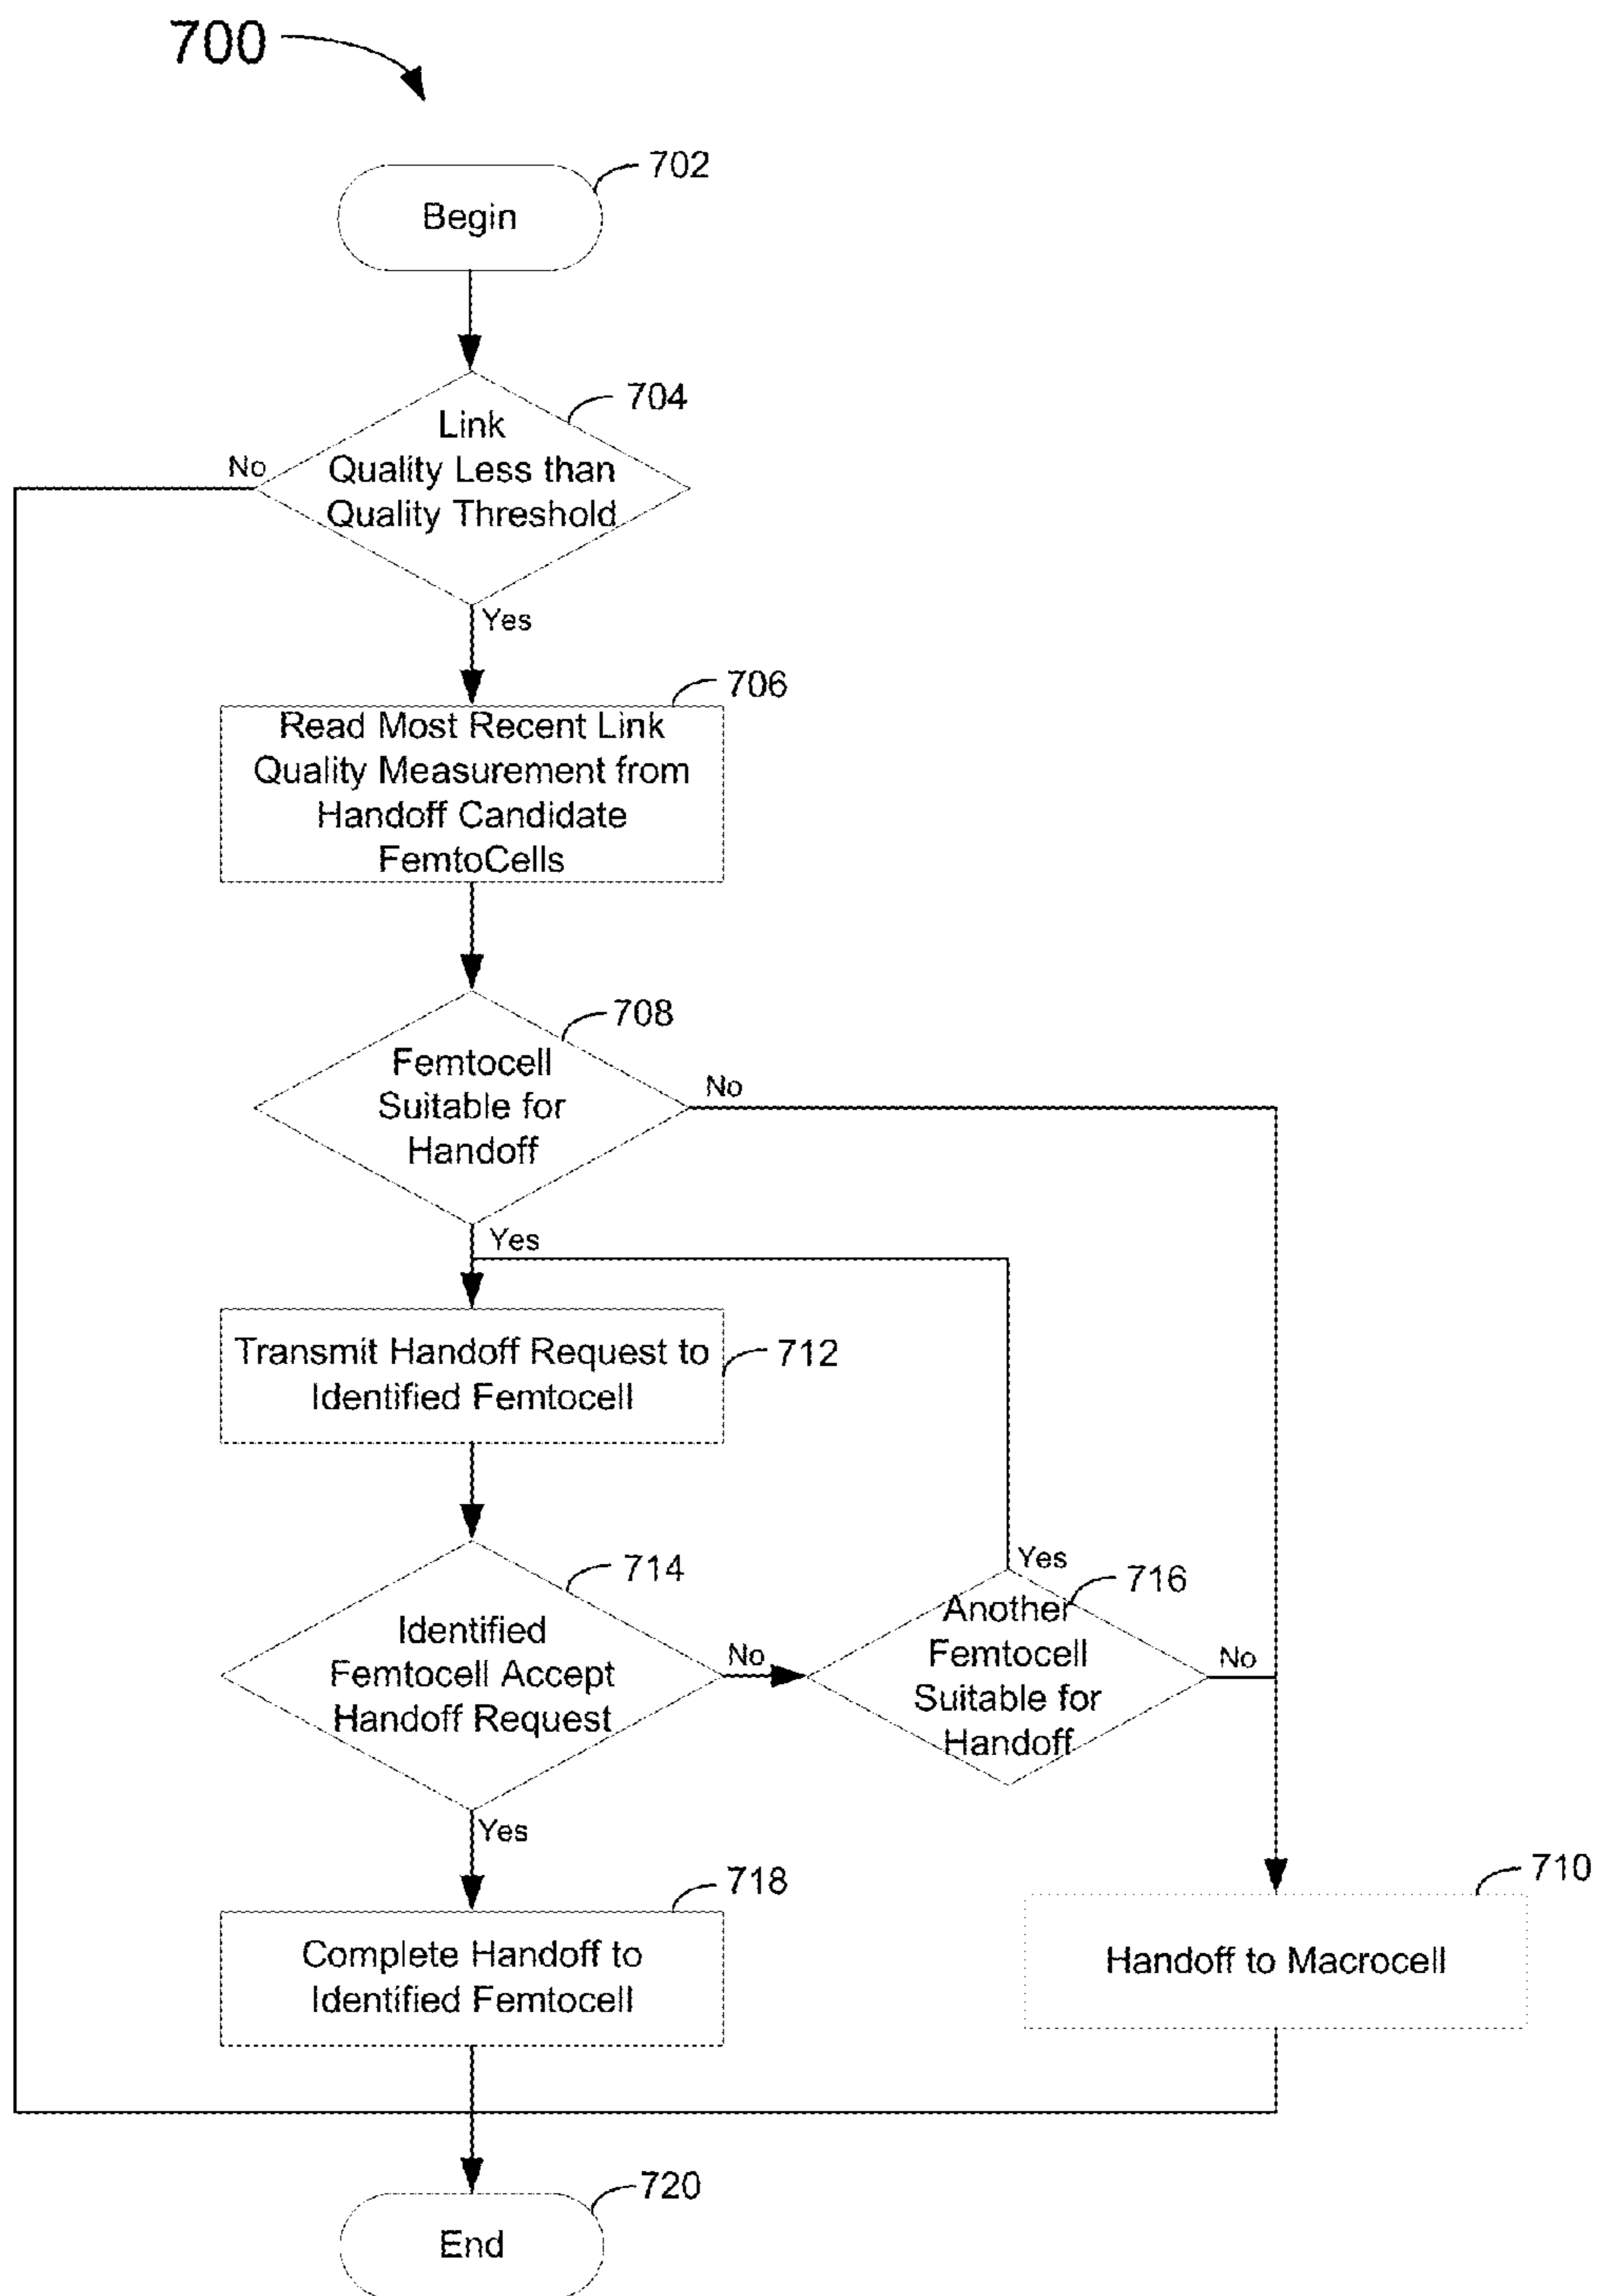 700
702
Begin
704
Link
Quality Less than
Quality Threshold
No
Yes
706
Read Most Recent Link
Quality Measurement from
Handoff Candidate
FemtoCells
708
Femtocell
Suitable for
Handoff
No
Yes
712
Transmit Handoff Request to
Identified Femtocell
714
Identified
Femtocell Accept
Handoff Request
No
Yes
716
Another
Femtocell
Suitable for
Handoff
Yes
No
718
Complete Handoff to
Identified Femtocell
710
Handoff to Macrocell
720
End